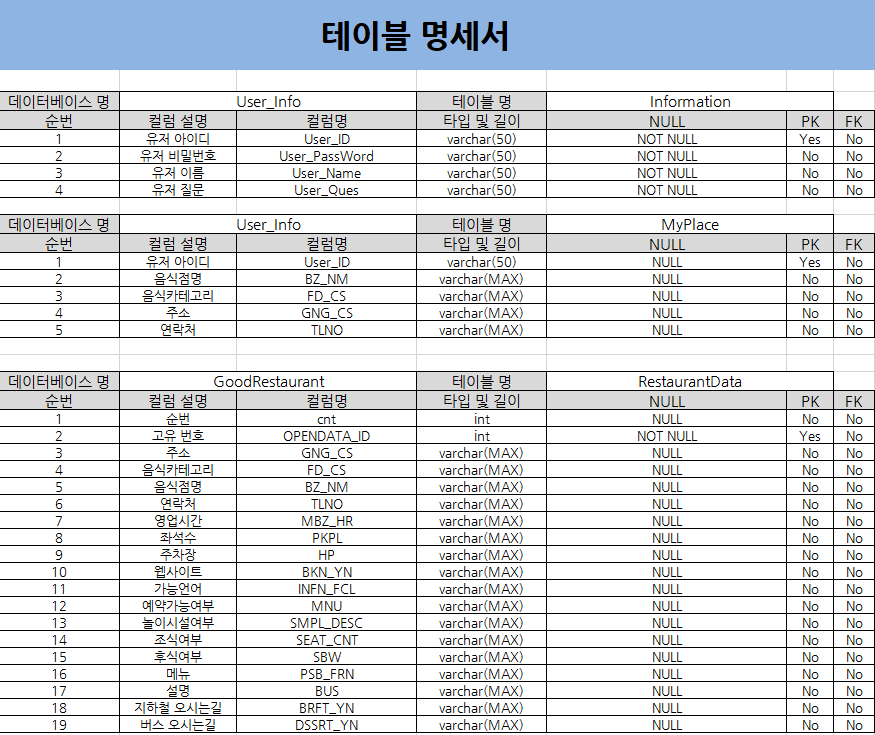 테이블 명세서
데이터베이스 명 User_Info 테이블 명 Information
순번 컬럼 설명 컬럼명 타입 및 길이 NULL PK FK
1 유저 아이디 User_ID varchar(50) NOT NULL Yes No
2 유저 비밀번호 User_PassWord varchar(50) NOT NULL No No
3 유저 이름 User_Name varchar(50) NOT NULL No No
4 유저 질문 User_Ques varchar(50) NOT NULL No No
데이터베이스 명 User_Info 테이블 명 MyPlace
순번 컬럼 설명 컬럼명 타입 및 길이 NULL PK FK
1 유저 아이디 User_ID varchar(50) NULL Yes No
2 음식점명 BZ_NM varchar(MAX) NULL No No
3 음식카테고리 FD_CS varchar(MAX) NULL No No
4 주소 GNG_CS varchar(MAX) NULL No No
5 연락처 TLNO varchar(MAX) NULL No No
데이터베이스 명 GoodRestaurant 테이블 명 RestaurantData
순번 컬럼 설명 컬럼명 타입 및 길이 NULL PK FK
1 순번 cnt int NULL No No
2 고유 번호 OPENDATA_ID int NOT NULL Yes No
3 주소 GNG_CS varchar(MAX) NULL No No
4 음식카테고리 FD_CS varchar(MAX) NULL No No
5 음식점명 BZ_NM varchar(MAX) NULL No No
6 연락처 TLNO varchar(MAX) NULL No No
7 영업시간 MBZ_HR varchar(MAX) NULL No No
8 좌석수 PKPL varchar(MAX) NULL No No
9 주차장 HP varchar(MAX) NULL No No
10 웹사이트 BKN_YN varchar(MAX) NULL No No
11 가능언어 INFN_FCL varchar(MAX) NULL No No
12 예약가능여부 MNU varchar(MAX) NULL No No
13 놀이시설여부 SMPL_DESC varchar(MAX) NULL No No
14 조식여부 SEAT_CNT varchar(MAX) NULL No No
15 후식여부 SBW varchar(MAX) NULL No No
16 메뉴 PSB_FRN varchar(MAX) NULL No No
17 설명 BUS varchar(MAX) NULL No No
18 지하철 오시는길 BRFT_YN varchar(MAX) NULL No No
19 버스 오시는길 DSSRT_YN varchar(MAX) NULL No No